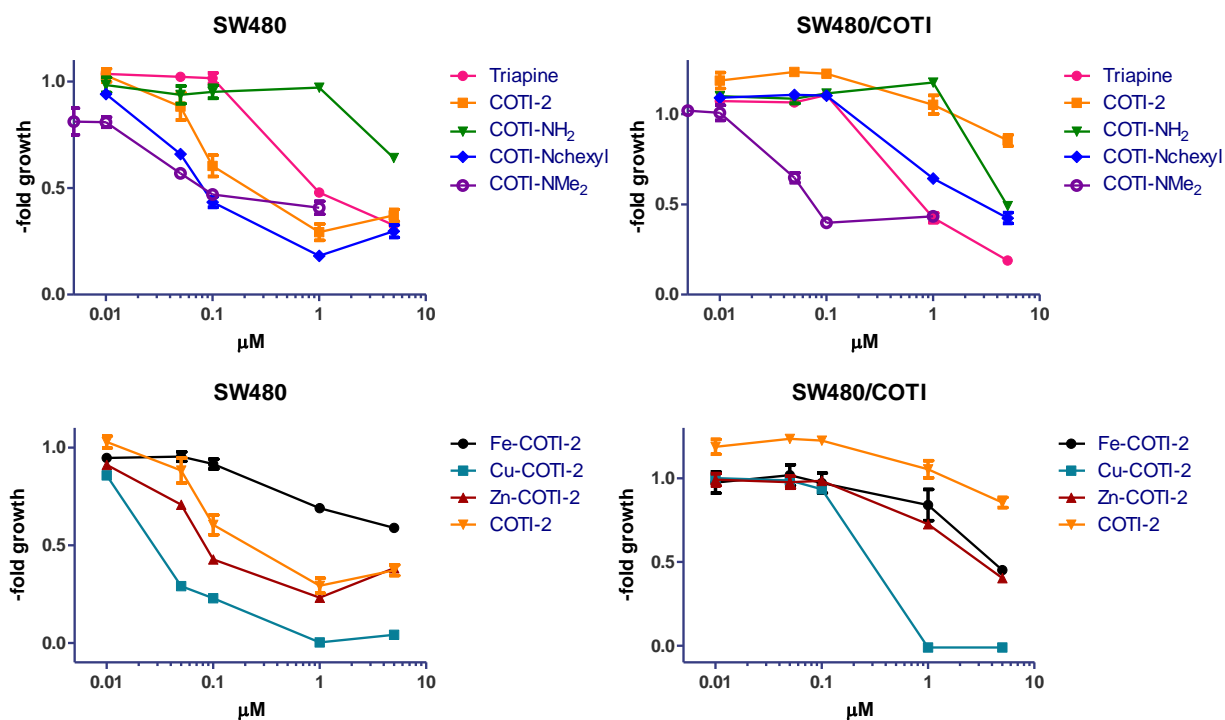 SW480
-fold growth
1.0
0.5
0.0
0.01
0.1
1
10
μM
Triapine
COTI-2
COTI-NH₂
COTI-Nchexyl
COTI-NMe₂
SW480/COTI
-fold growth
1.0
0.5
0.0
0.01
0.1
1
10
μM
Triapine
COTI-2
COTI-NH₂
COTI-Nchexyl
COTI-NMe₂
SW480
-fold growth
1.0
0.5
0.0
0.01
0.1
1
10
μM
Fe-COTI-2
Cu-COTI-2
Zn-COTI-2
COTI-2
SW480/COTI
-fold growth
1.0
0.5
0.0
0.01
0.1
1
10
μM
Fe-COTI-2
Cu-COTI-2
Zn-COTI-2
COTI-2